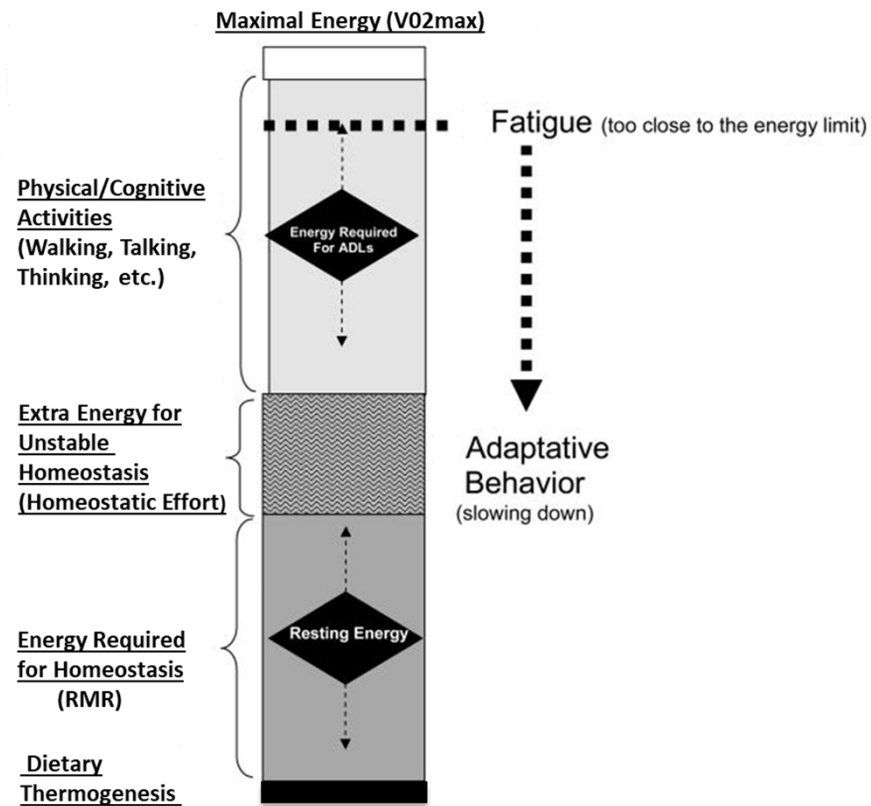 Maximal Energy (V02max)
Fatigue (too close to the energy limit)
Physical/Cognitive
Activities
(Walking, Talking,
Thinking, etc.)
Energy Required
For ADLs
Extra Energy for
Unstable
Homeostasis
(Homeostatic Effort)
Adaptative
Behavior
(slowing down)
Energy Required
for Homeostasis
(RMR)
Resting Energy
Dietary
Thermogenesis